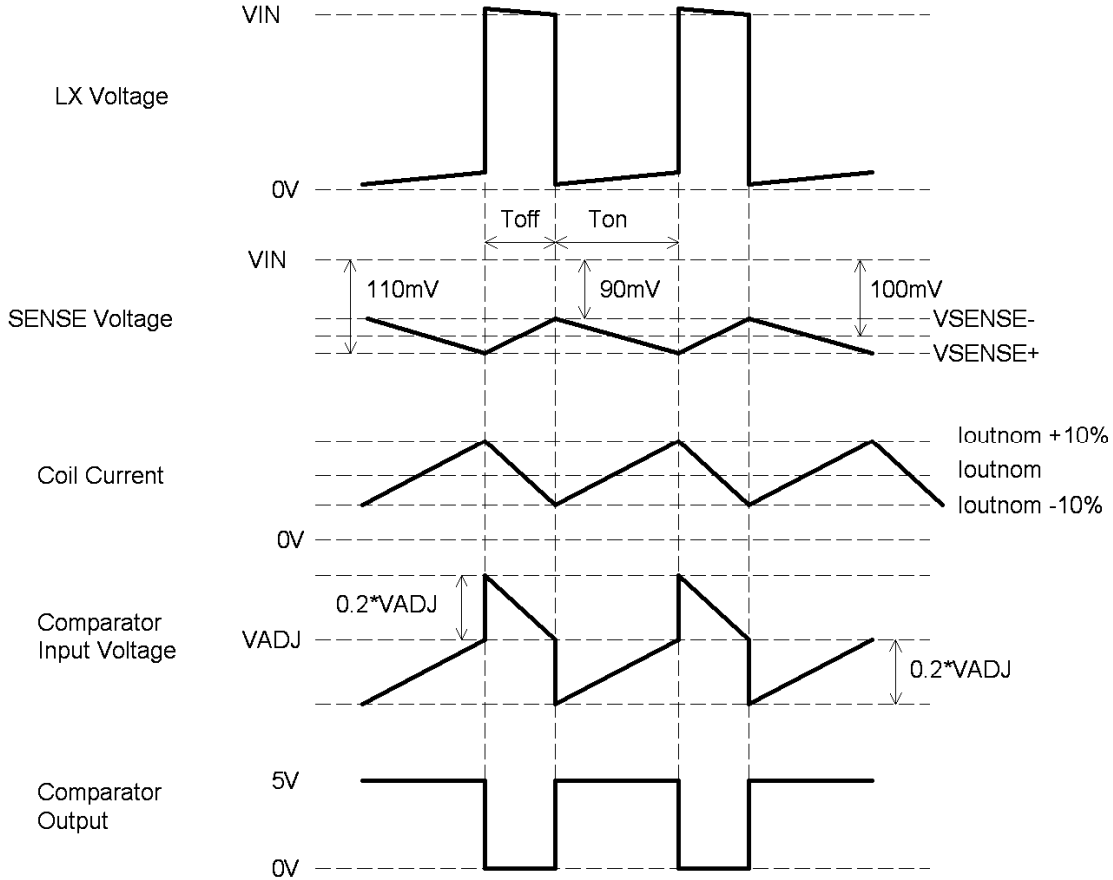 VIN
LX Voltage
0V
Toff
Ton
VIN
110mV
90mV
100mV
SENSE Voltage
VSENSE-
VSENSE+
Ioutnom +10%
Coil Current
Ioutnom
Ioutnom -10%
0V
0.2*VADJ
Comparator
Input Voltage
VADJ
0.2*VADJ
5V
Comparator
Output
0V